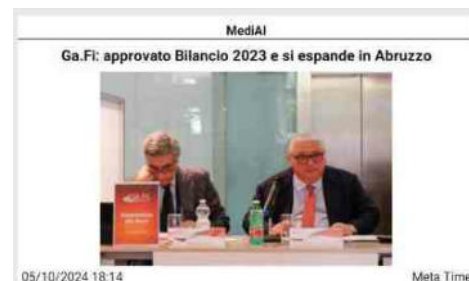 MediAI
Ga.Fi: approvato Bilancio 2023 e si espande in Abruzzo
05/10/2024 18:14
Meta Time